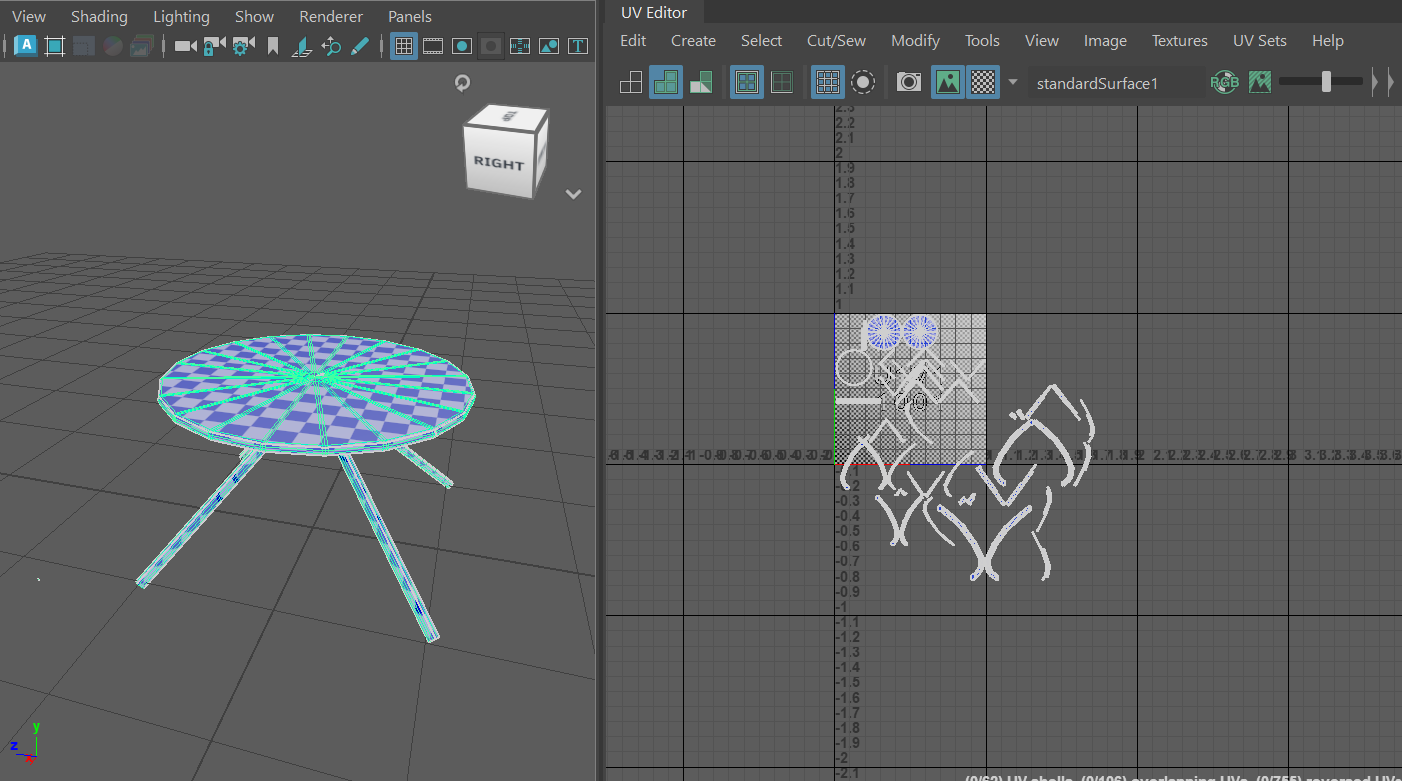 View Shading Lighting Show Renderer Panels
A
T
RIGHT
y
z
x
UV Editor
Edit Create Select Cut/Sew Modify Tools View Image Textures UV Sets Help
standardSurface1
RGB
2.3
2.2
2.1
2
1.9
1.8
1.7
1.6
1.5
1.4
1.3
1.2
1.1
1
-0.2
-0.3
-0.4
-0.5
-0.6
-0.7
-0.8
-0.9
-1
-1.1
-1.2
-1.3
-1.4
-1.5
-1.6
-1.7
-1.8
-1.9
-2
-2.1
(0/62) UV shells, (0/196) overlapping UVs, (0/755) reversed UVs